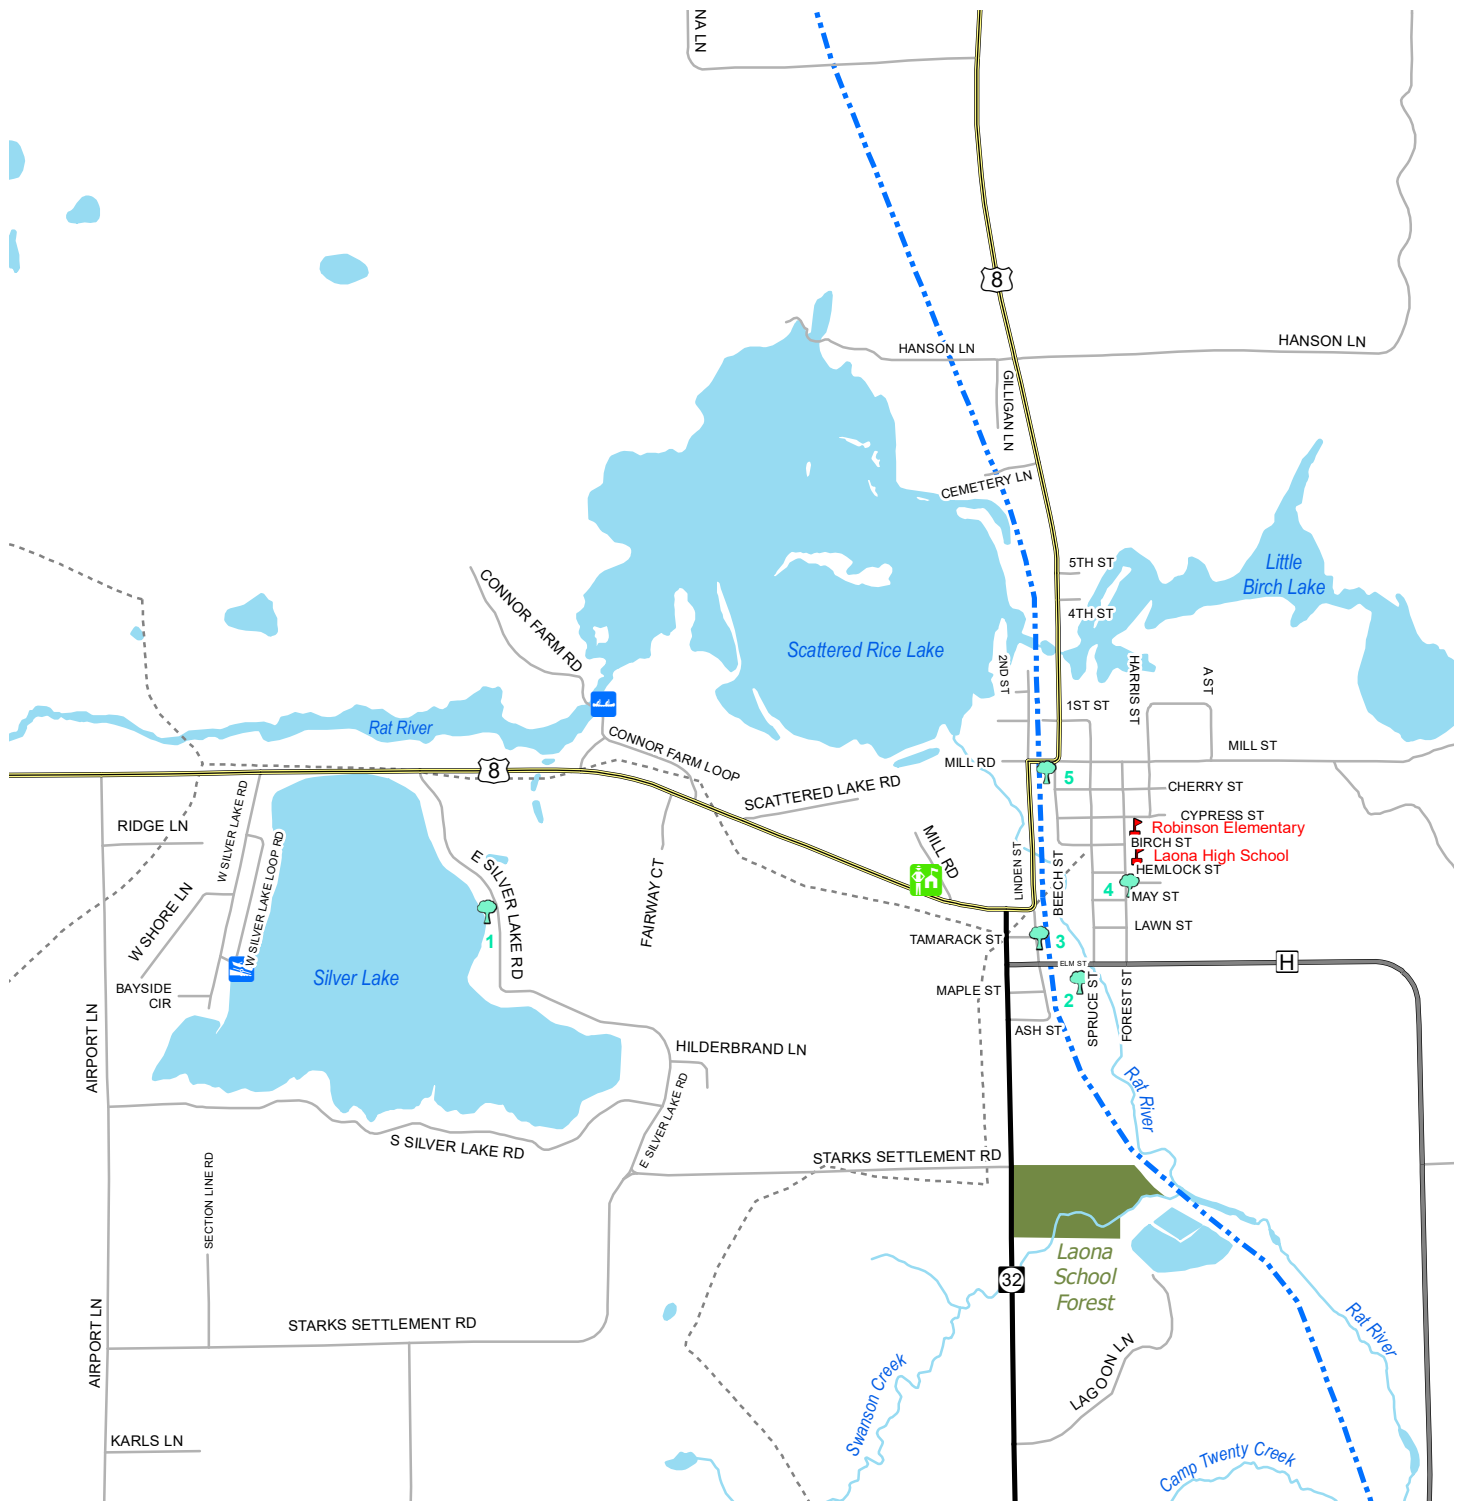 NA LN
8
HANSON LN
HANSON LN
GILLIGAN LN
CEMETERY LN
5TH ST
Little
Birch Lake
4TH ST
CONNOR FARM RD
Scattered Rice Lake
2ND ST
HARRIS ST
A ST
1ST ST
Rat River
CONNOR FARM LOOP
MILL ST
MILL RD
8
5
CHERRY ST
SCATTERED LAKE RD
W SILVER LAKE RD
RIDGE LN
CYPRESS ST
Robinson Elementary
W SILVER LAKE LOOP RD
MILL RD
LINDEN ST
BIRCH ST
Laona High School
E SILVER LAKE RD
FAIRWAY CT
BEECH ST
HEMLOCK ST
4
MAY ST
W SHORE LN
LAWN ST
1
TAMARACK ST
3
ELM ST
H
Silver Lake
BAYSIDE
CIR
MAPLE ST
2
SPRUCE ST
FOREST ST
ASH ST
AIRPORT LN
HILDERBRAND LN
Rat River
E SILVER LAKE RD
S SILVER LAKE RD
STARKS SETTLEMENT RD
SECTION LINE RD
Laona
School
Forest
32
STARKS SETTLEMENT RD
AIRPORT LN
Rat River
Swanson Creek
LAGOON LN
KARLS LN
Camp Twenty Creek